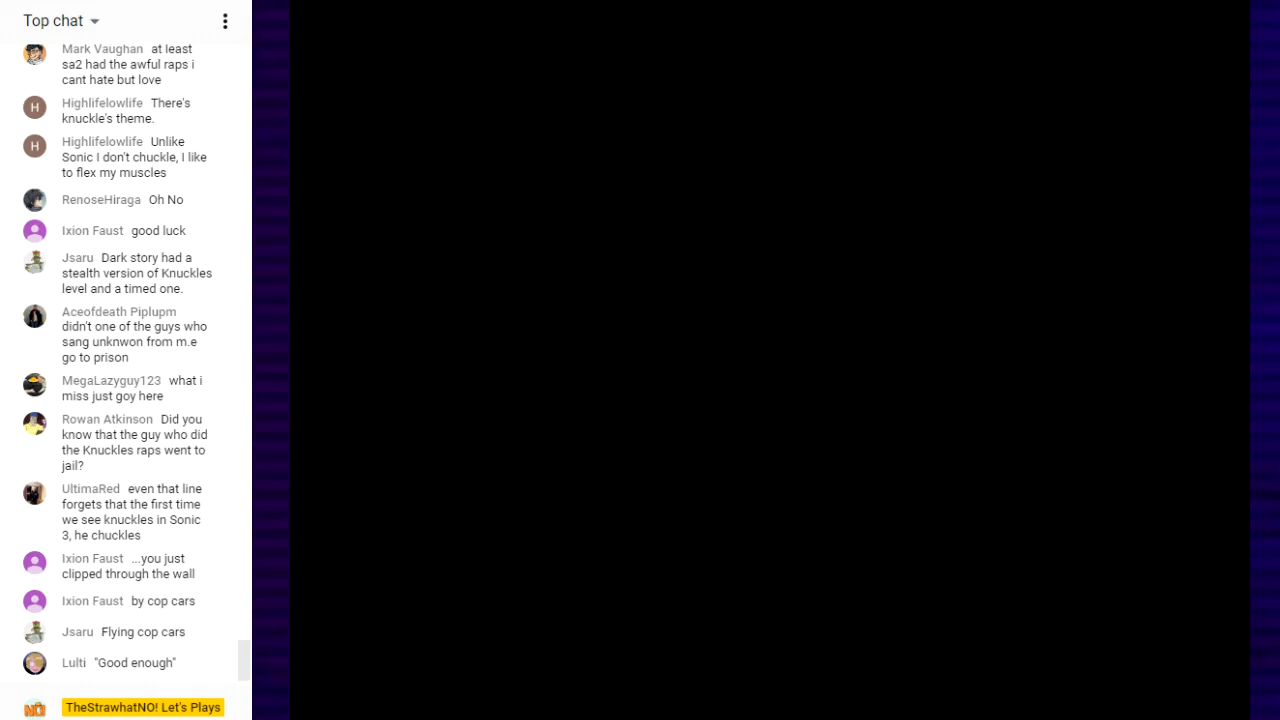 Top chat
Mark Vaughan at least
sa2 had the awful raps i
cant hate but love
Highlifelowlife There's
knuckle's theme.
Highlifelowlife Unlike
Sonic I don't chuckle, I like
to flex my muscles
RenoseHiraga Oh No
Ixion Faust good luck
Jsaru Dark story had a
stealth version of Knuckles
level and a timed one.
Aceofdeath Piplupm
didn't one of the guys who
sang unknwon from m.e
go to prison
MegaLazyguy123 what i
miss just goy here
Rowan Atkinson Did you
know that the guy who did
the Knuckles raps went to
jail?
UltimaRed even that line
forgets that the first time
we see knuckles in Sonic
3, he chuckles
Ixion Faust ...you just
clipped through the wall
Ixion Faust by cop cars
Jsaru Flying cop cars
Lulti "Good enough"
TheStrawhatNO! Let's Plays